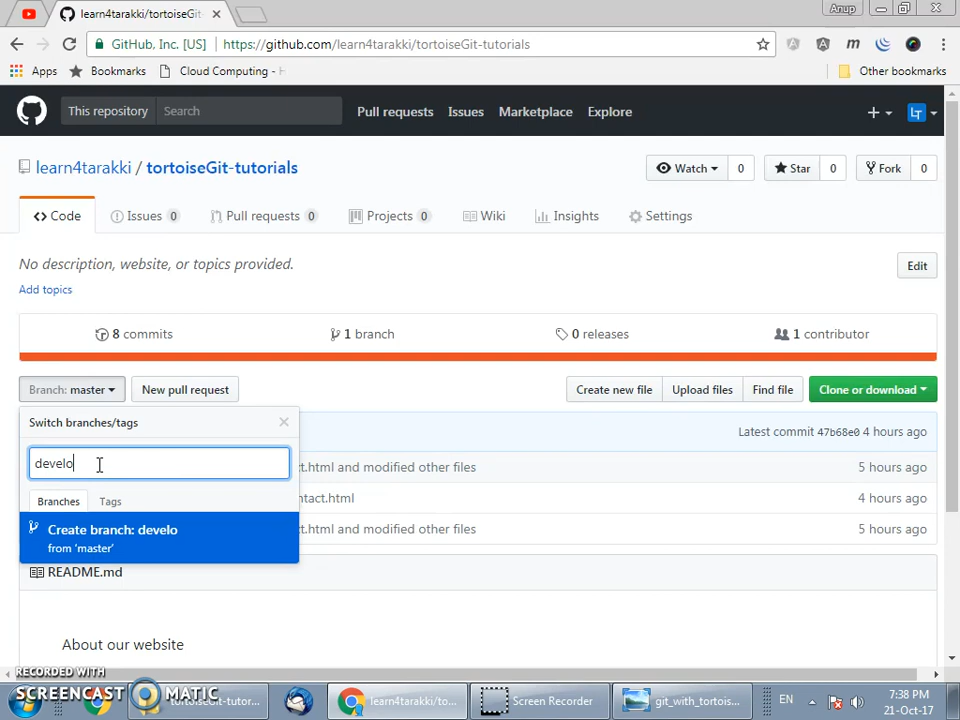 learn4tarakki/tortoiseGit-
Anup
GitHub, Inc. [US] https://github.com/learn4tarakki/tortoiseGit-tutorials
Apps Bookmarks Cloud Computing - Other bookmarks
This repository Search Pull requests Issues Marketplace Explore
learn4tarakki / tortoiseGit-tutorials
Watch 0 Star 0 Fork 0
Code Issues 0 Pull requests 0 Projects 0 Wiki Insights Settings
No description, website, or topics provided.
Edit
Add topics
8 commits 1 branch 0 releases 1 contributor
Branch: master New pull request Create new file Upload files Find file Clone or download
Switch branches/tags
Latest commit 47b68e0 4 hours ago
develo
t.html and modified other files 5 hours ago
Branches Tags
ntact.html 4 hours ago
Create branch: develo
from 'master'
t.html and modified other files 5 hours ago
README.md
About our website
RECORDED WITH
SCREENCAST MATIC
tortoiseGit-tutor... learn4tarakki/to... Screen Recorder git_with_tortois... EN
7:38 PM
21-Oct-17